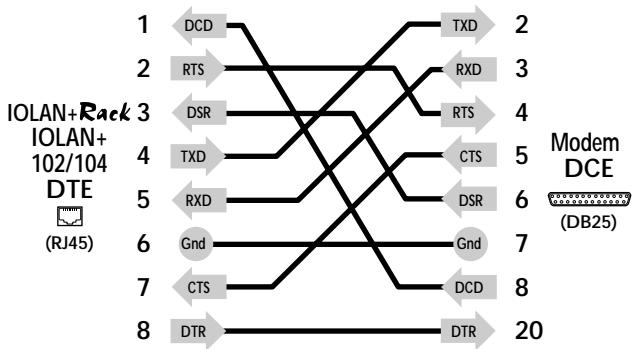 1 DCD TXD 2
2 RTS RXD 3
IOLAN+Rack 3 DSR RTS 4
IOLAN+
102/104
DTE
(RJ45)
4 TXD CTS 5
Modem
DCE
(DB25)
5 RXD DSR 6
6 Gnd Gnd 7
7 CTS DCD 8
8 DTR DTR 20